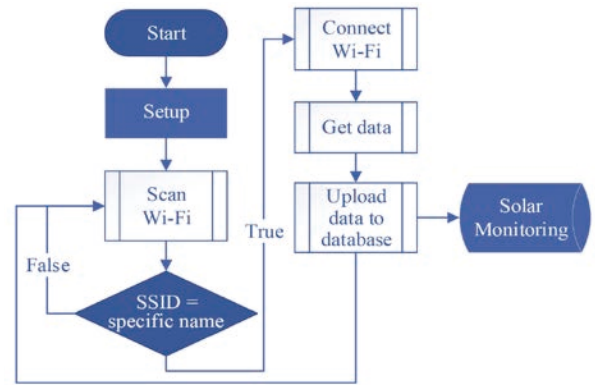 Start
Setup
Scan
Wi-Fi
False
SSID =
specific name
True
Connect
Wi-Fi
Get data
Upload
data to
database
Solar
Monitoring